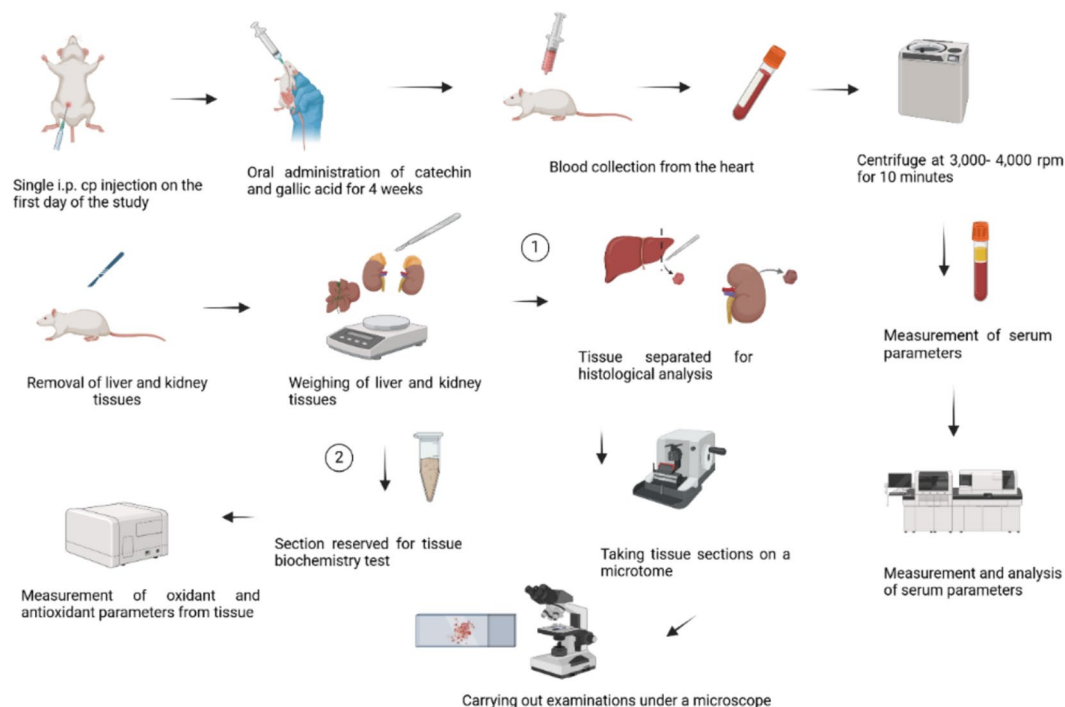 Single i.p. cp injection on the
first day of the study
Oral administration of catechin
and gallic acid for 4 weeks
Blood collection from the heart
Centrifuge at 3,000- 4,000 rpm
for 10 minutes
Removal of liver and kidney
tissues
Weighing of liver and kidney
tissues
1
Tissue separated for
histological analysis
Measurement of serum
parameters
2
Section reserved for tissue
biochemistry test
Measurement of oxidant and
antioxidant parameters from tissue
Taking tissue sections on a
microtome
Measurement and analysis
of serum parameters
Carrying out examinations under a microscope